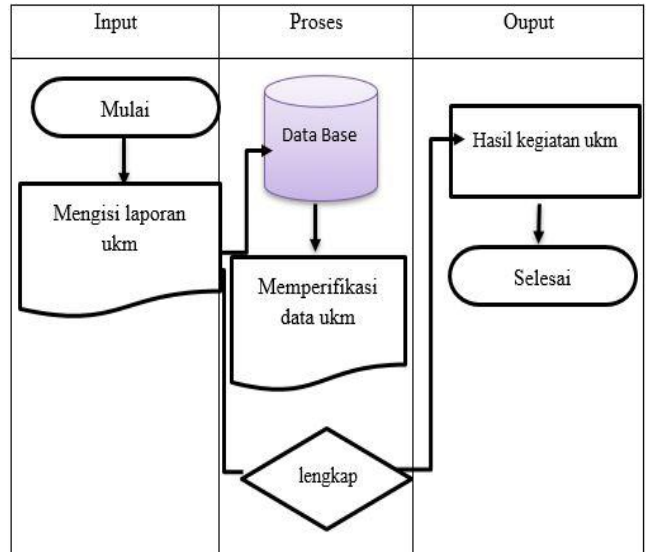 Input
Proses
Ouput
Mulai
Mengisi laporan
ukm
Data Base
Memperifikasi
data ukm
lengkap
Hasil kegiatan ukm
Selesai